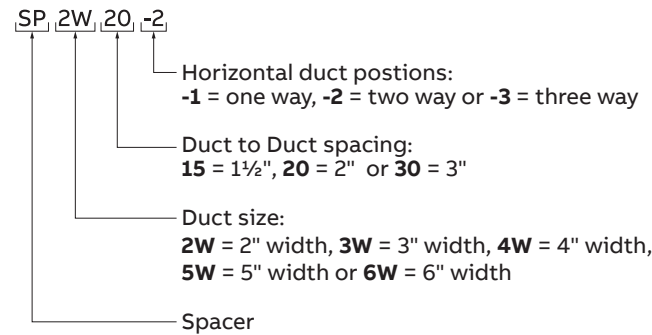 SP 2W 20 -2
Horizontal duct postions:
-1 = one way, -2 = two way or -3 = three way
Duct to Duct spacing:
15 = 1½", 20 = 2" or 30 = 3"
Duct size:
2W = 2" width, 3W = 3" width, 4W = 4" width,
5W = 5" width or 6W = 6" width
Spacer